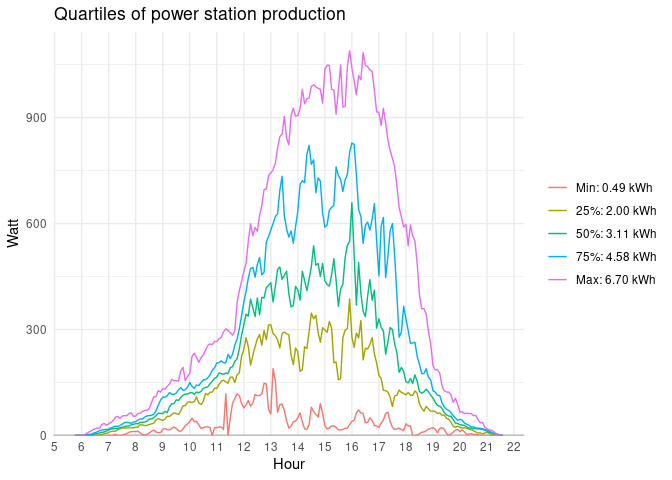 Quartiles of power station production
Watt
900
600
300
0
5 6 7 8 9 10 11 12 13 14 15 16 17 18 19 20 21 22
Hour
Min: 0.49 kWh
25%: 2.00 kWh
50%: 3.11 kWh
75%: 4.58 kWh
Max: 6.70 kWh